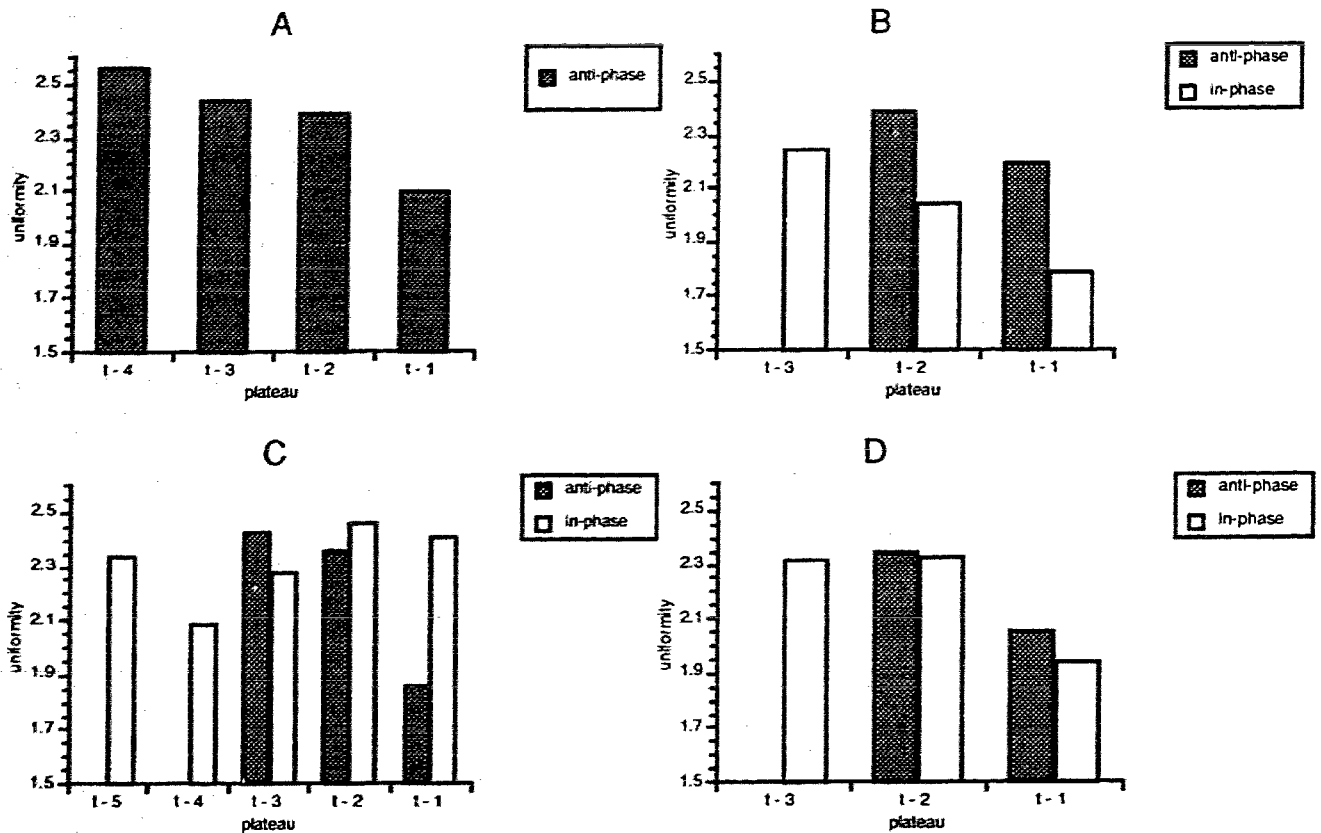 A
anti-phase
2.5
2.3
2.1
1.9
1.7
1.5
uniformity
t-4 t-3 t-2 t-1
plateau
B
anti-phase
in-phase
2.5
2.3
2.1
1.9
1.7
1.5
uniformity
t-3 t-2 t-1
plateau
C
anti-phase
in-phase
2.5
2.3
2.1
1.9
1.7
1.5
uniformity
t-5 t-4 t-3 t-2 t-1
plateau
D
anti-phase
in-phase
2.5
2.3
2.1
1.9
1.7
1.5
uniformity
t-3 t-2 t-1
plateau